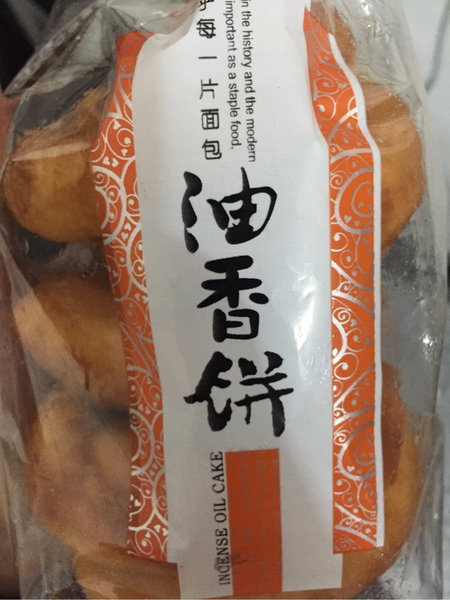 in the history and the modern
important as a staple food.
每一片面包
油香饼
INCENSE OIL CAKE